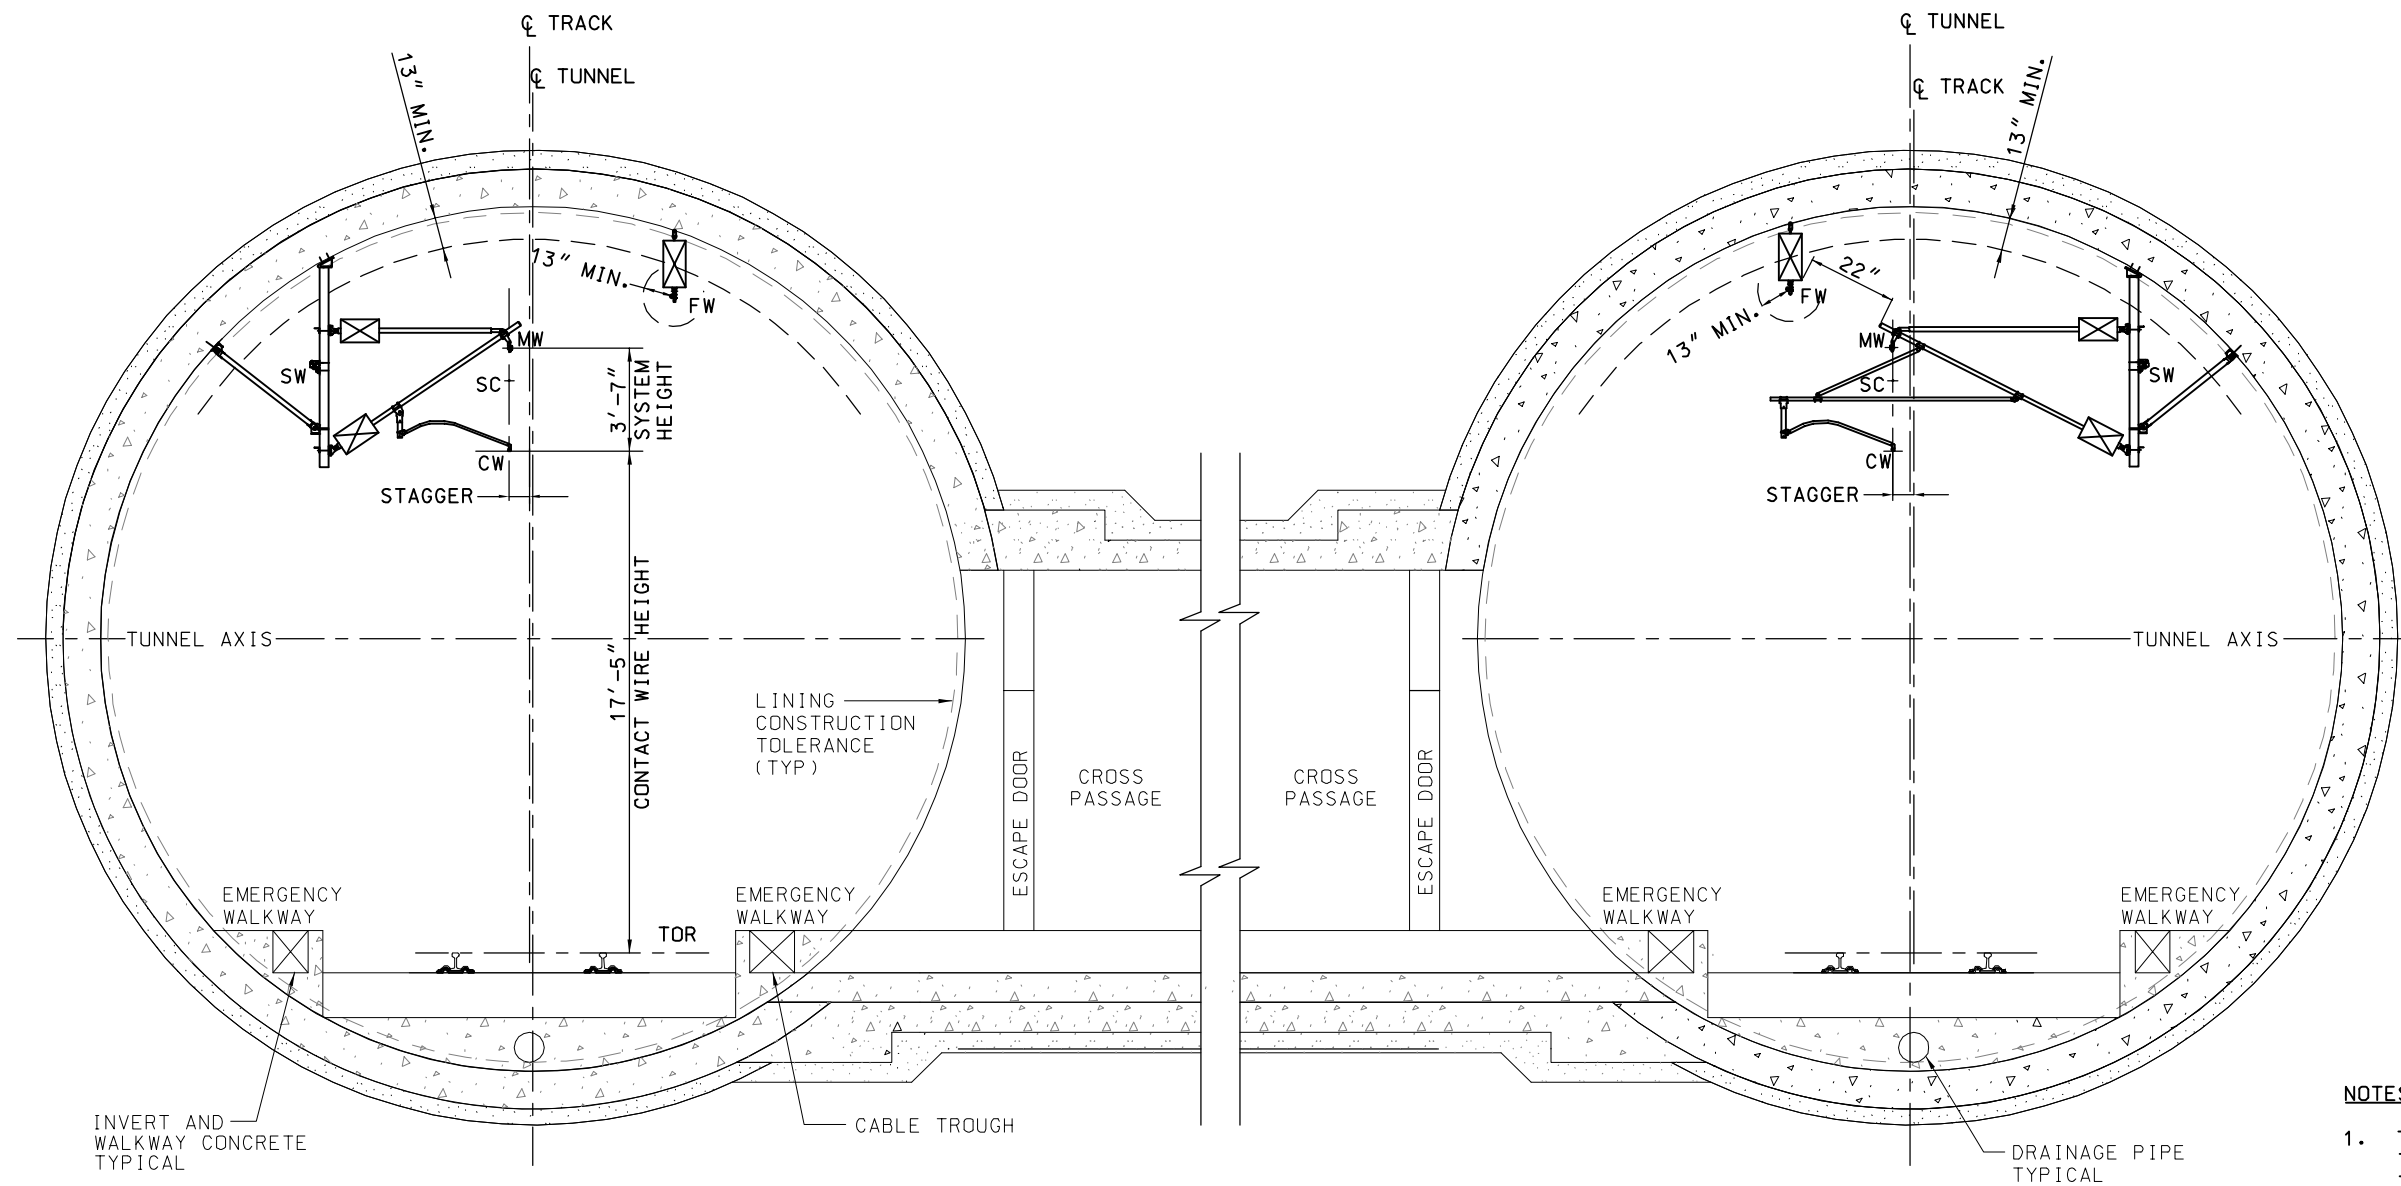 ℄ TRACK
℄ TUNNEL
13" MIN.
13" MIN.
FW
MW
SW
SC
3'-7"
SYSTEM
HEIGHT
CW
STAGGER
17'-5"
CONTACT WIRE HEIGHT
TUNNEL AXIS
LINING
CONSTRUCTION
TOLERANCE
(TYP)
EMERGENCY
WALKWAY
EMERGENCY
WALKWAY
TOR
INVERT AND
WALKWAY CONCRETE
TYPICAL
CABLE TROUGH
ESCAPE DOOR
CROSS
PASSAGE
CROSS
PASSAGE
ESCAPE DOOR
℄ TUNNEL
℄ TRACK
13" MIN.
22"
FW
13" MIN.
MW
SC
SW
CW
STAGGER
TUNNEL AXIS
EMERGENCY
WALKWAY
EMERGENCY
WALKWAY
DRAINAGE PIPE
TYPICAL
NOTES
1.